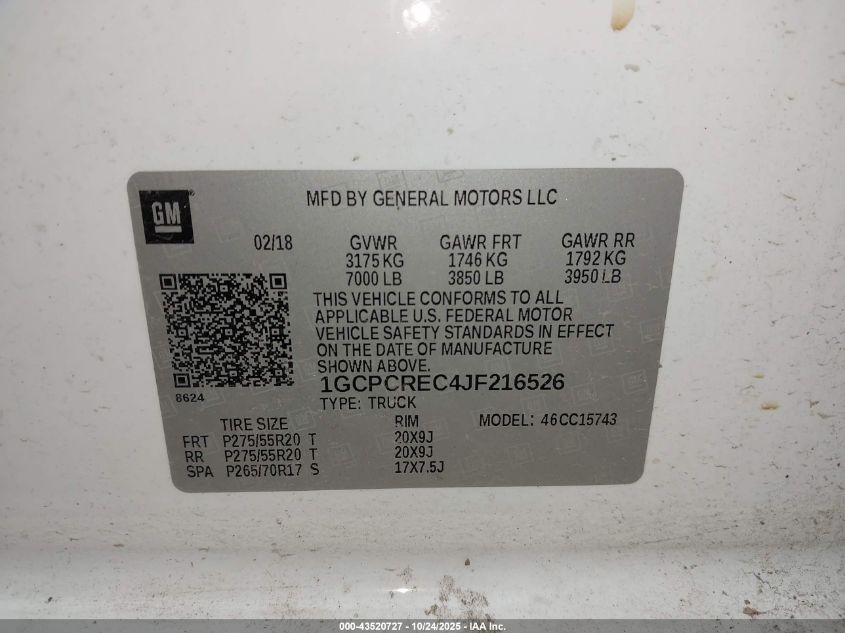 GM
MFD BY GENERAL MOTORS LLC
02/18 GVWR GAWR FRT GAWR RR
3175 KG 1746 KG 1792 KG
7000 LB 3850 LB 3950 LB
THIS VEHICLE CONFORMS TO ALL
APPLICABLE U.S. FEDERAL MOTOR
VEHICLE SAFETY STANDARDS IN EFFECT
ON THE DATE OF MANUFACTURE
SHOWN ABOVE.
8624
1GCPCREC4JF216526
TYPE: TRUCK
TIRE SIZE RIM MODEL: 46CC15743
FRT P275/55R20 T 20X9J
RR P275/55R20 T 20X9J
SPA P265/70R17 S 17X7.5J
000-43520727 - 10/24/2025 - IAAI.COM